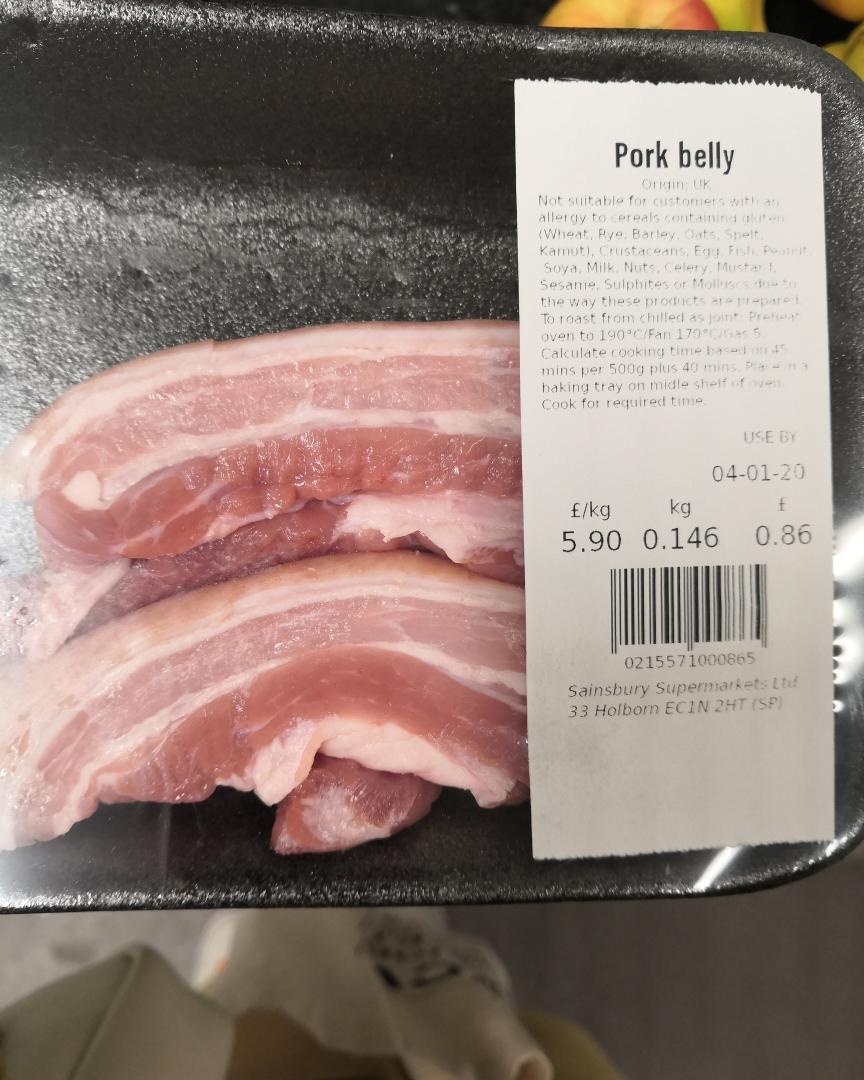 Pork belly
Origin: UK
Not suitable for customers with an
allergy to cereals containing gluten
(Wheat, Rye, Barley, Oats, Spelt,
Kamut), Crustaceans, Egg, Fish, Peanut,
Soya, Milk, Nuts, Celery, Mustard,
Sesame, Sulphites or Molluscs due to
the way these products are prepared.
To roast from chilled as joint: Preheat
oven to 190°C/Fan 170°C/Gas 5.
Calculate cooking time based on 45
mins per 500g plus 40 mins. Place in a
baking tray on midle shelf of oven.
Cook for required time.
USE BY
04-01-20
£/kg kg £
5.90 0.146 0.86
0215571000865
Sainsbury Supermarkets Ltd
33 Holborn EC1N 2HT (SP)